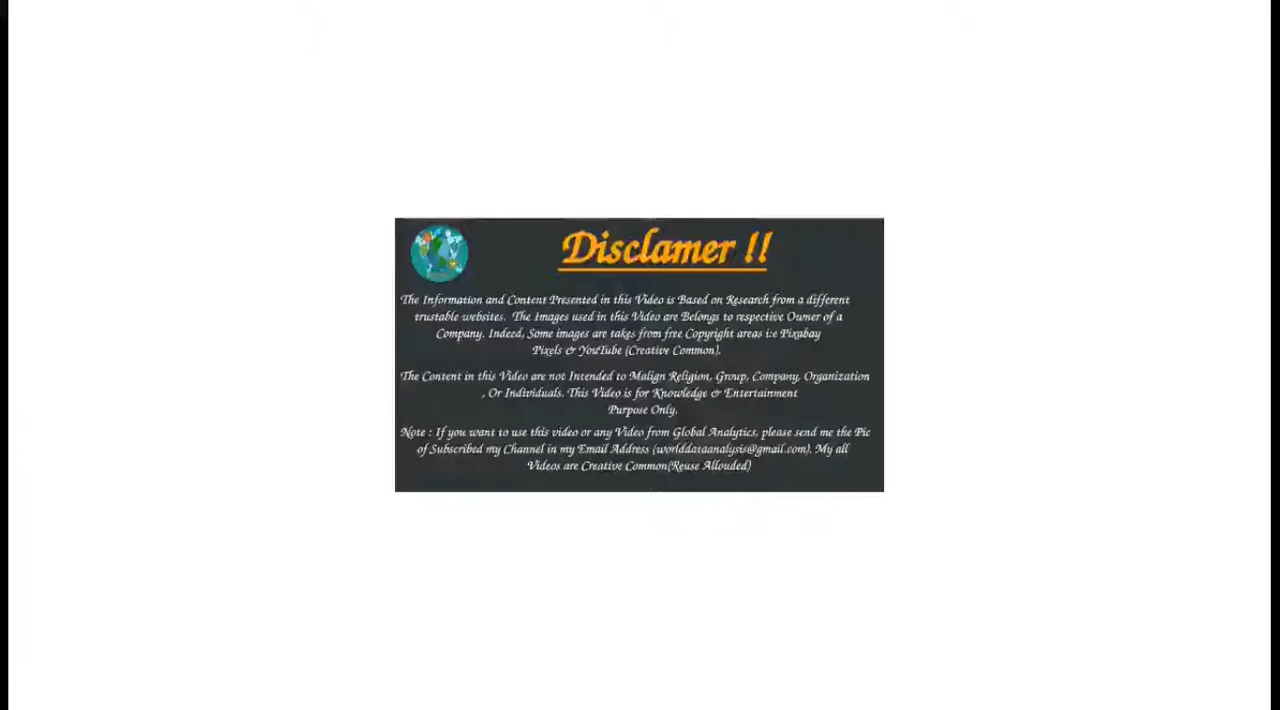 Disclamer !!
The Information and Content Presented in this Video is Based on Research from a different
trustable websites. The Images used in this Video are Belongs to respective Owner of a
Company. Indeed, Some images are takes from free Copyright areas i:e Pixabay
Pixels & YouTube (Creative Common).
The Content in this Video are not Intended to Malign Religion, Group, Company, Organization
, Or Individuals. This Video is for Knowledge & Entertainment
Purpose Only.
Note : If you want to use this video or any Video from Global Analytics, please send me the Pic
of Subscribed my Channel in my Email Address (worlddataanalysis@gmail.com). My all
Videos are Creative Common(Reuse Allouded)